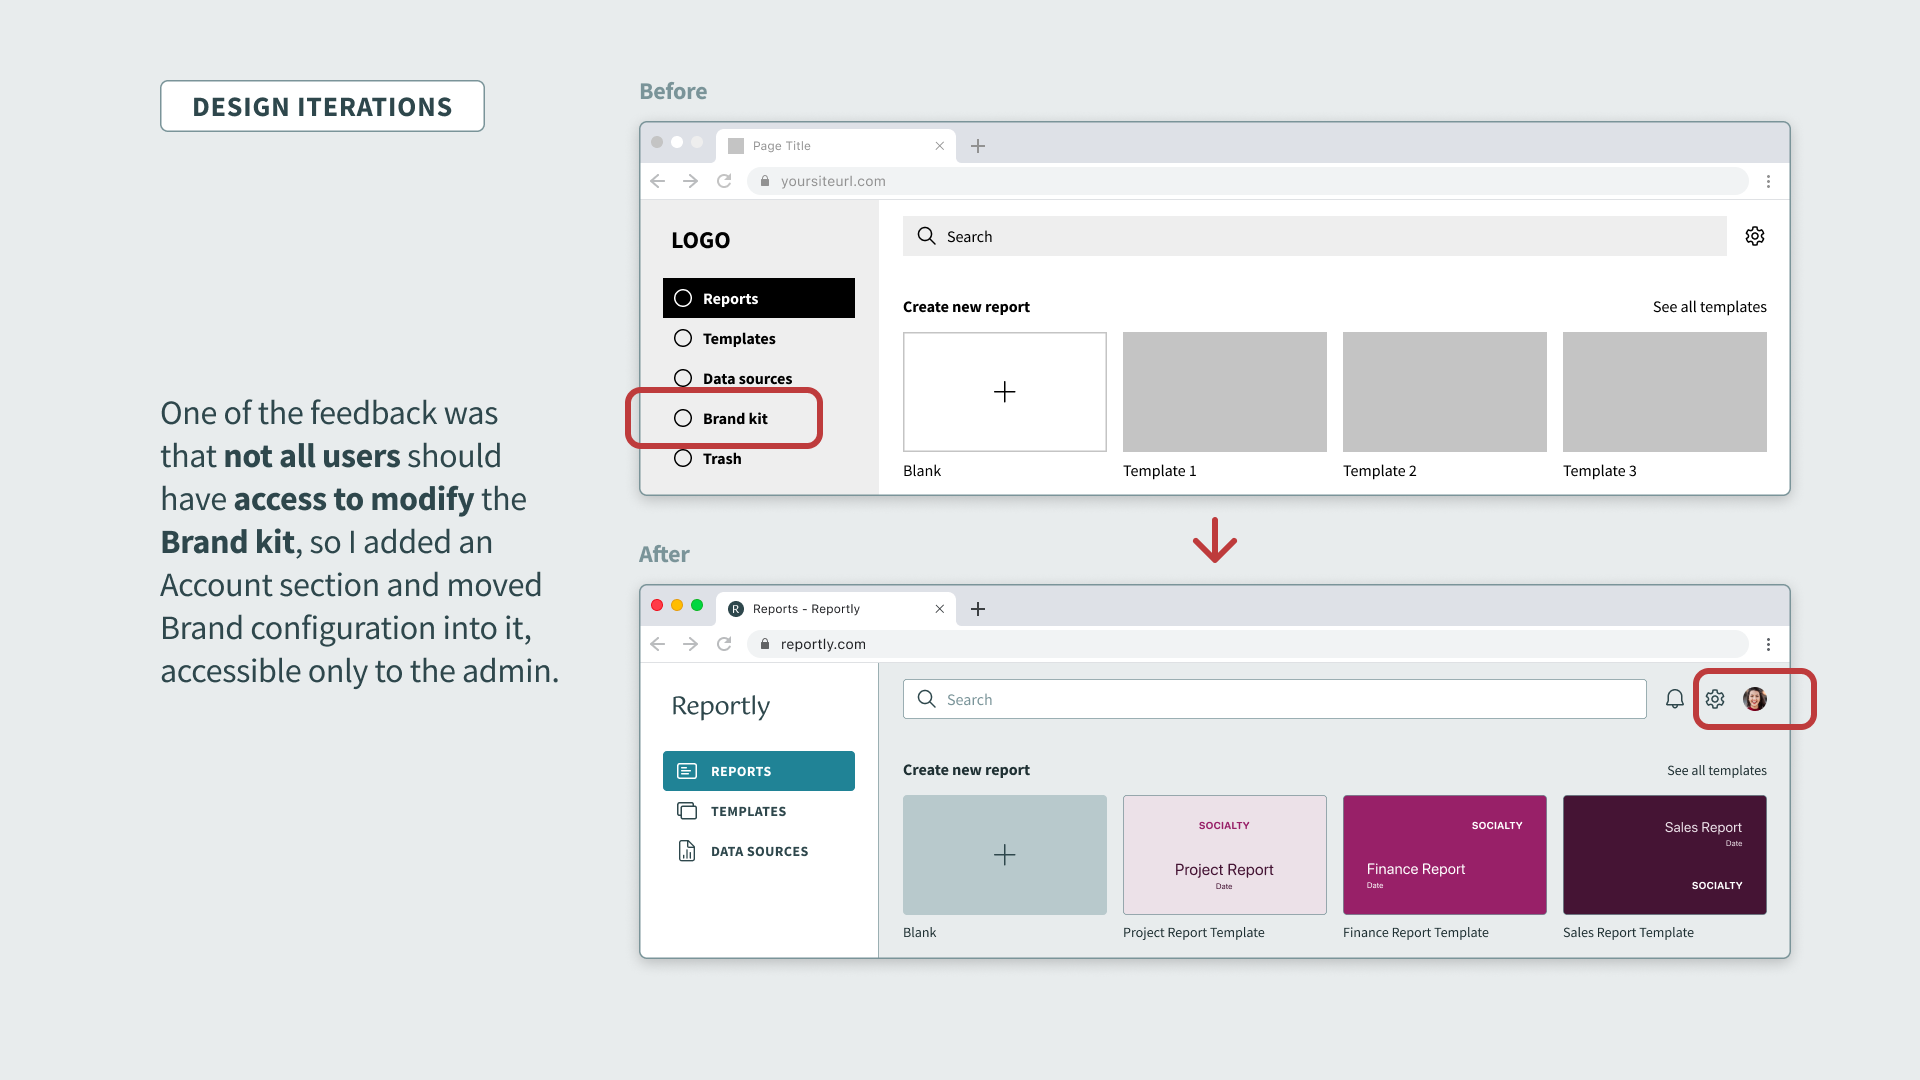 DESIGN ITERATIONS
One of the feedback was
that not all users should
have access to modify the
Brand kit, so I added an
Account section and moved
Brand configuration into it,
accessible only to the admin.
Before
Page Title
yoursiteurl.com
LOGO
Reports
Templates
Data sources
Brand kit
Trash
Search
Create new report
See all templates
Blank
Template 1
Template 2
Template 3
After
R
Reports - Reportly
reportly.com
Reportly
REPORTS
TEMPLATES
DATA SOURCES
Search
Create new report
See all templates
SOCIALTY
Project Report
Date
SOCIALTY
Finance Report
Date
Sales Report
Date
SOCIALTY
Blank
Project Report Template
Finance Report Template
Sales Report Template